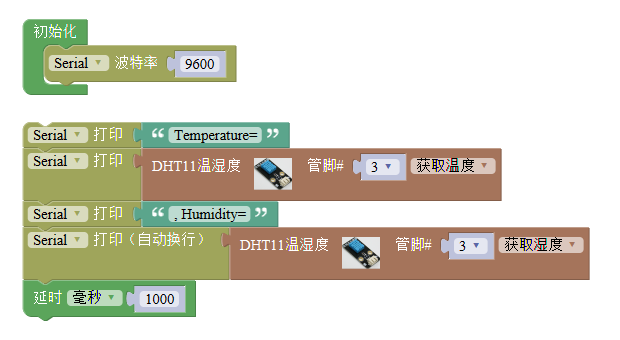 初始化
Serial 波特率 9600
Serial 打印 “ Temperature= ”
Serial 打印 DHT11温湿度 管脚# 3 获取温度
Serial 打印 “ , Humidity= ”
Serial 打印（自动换行） DHT11温湿度 管脚# 3 获取湿度
延时 毫秒 1000